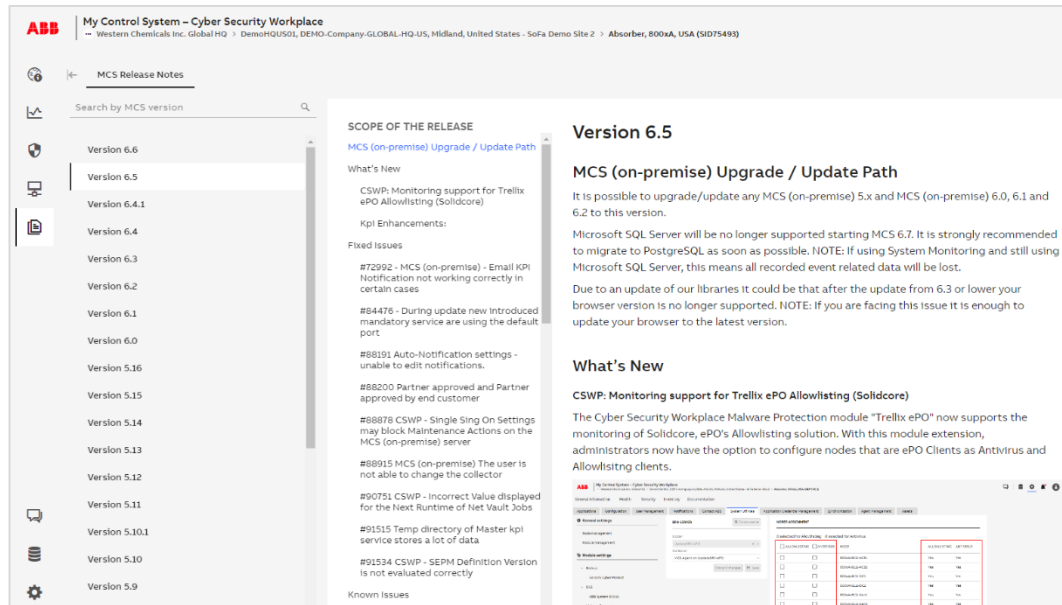 ABB
My Control System – Cyber Security Workplace
Western Chemicals Inc. Global HQ > DemoHQUS01, DEMO-Company-GLOBAL-HQ-US, Midland, United States - SoFa Demo Site 2 > Absorber, 800xA, USA (SID75493)
MCS Release Notes
Search by MCS version
Version 6.6
Version 6.5
Version 6.4.1
Version 6.4
Version 6.3
Version 6.2
Version 6.1
Version 6.0
Version 5.16
Version 5.15
Version 5.14
Version 5.13
Version 5.12
Version 5.11
Version 5.10.1
Version 5.10
Version 5.9
SCOPE OF THE RELEASE
MCS (on-premise) Upgrade / Update Path
What's New
CSWP: Monitoring support for Trellix
ePO Allowlisting (Solidcore)
Kpi Enhancements:
Fixed Issues
#72992 - MCS (on-premise) - Email KPI
Notification not working correctly in
certain cases
#84476 - During update new introduced
mandatory service are using the default
port
#88191 Auto-Notification settings -
unable to edit notifications.
#88200 Partner approved and Partner
approved by end customer
#88878 CSWP - Single Sing On Settings
may block Maintenance Actions on the
MCS (on-premise) server
#88915 MCS (on-premise) The user is
not able to change the collector
#90751 CSWP - Incorrect Value displayed
for the Next Runtime of Net Vault Jobs
#91515 Temp directory of Master kpi
service stores a lot of data
#91534 CSWP - SEPM Definition Version
is not evaluated correctly
Known Issues
Version 6.5
MCS (on-premise) Upgrade / Update Path
It is possible to upgrade/update any MCS (on-premise) 5.x and MCS (on-premise) 6.0, 6.1 and
6.2 to this version.
Microsoft SQL Server will be no longer supported starting MCS 6.7. It is strongly recommended
to migrate to PostgreSQL as soon as possible. NOTE: If using System Monitoring and still using
Microsoft SQL Server, this means all recorded event related data will be lost.
Due to an update of our libraries it could be that after the update from 6.3 or lower your
browser version is no longer supported. NOTE: If you are facing this issue it is enough to
update your browser to the latest version.
What's New
CSWP: Monitoring support for Trellix ePO Allowlisting (Solidcore)
The Cyber Security Workplace Malware Protection module "Trellix ePO" now supports the
monitoring of Solidcore, ePO's Allowlisting solution. With this module extension,
administrators now have the option to configure nodes that are ePO Clients as Antivirus and
Allowlisitng clients.
ABB
My Control System – Cyber Security Workplace